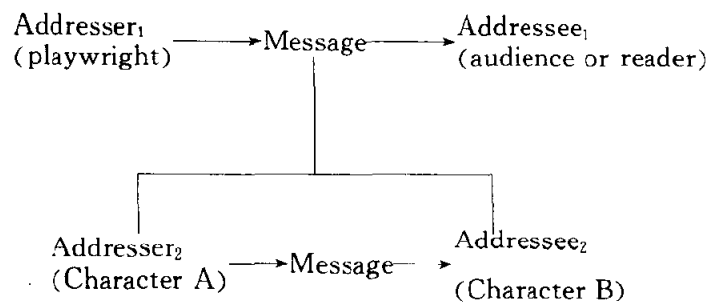 Addresser₁ Message Addressee₁
(playwright) (audience or reader)
Addresser₂ Message Addressee₂
(Character A) (Character B)